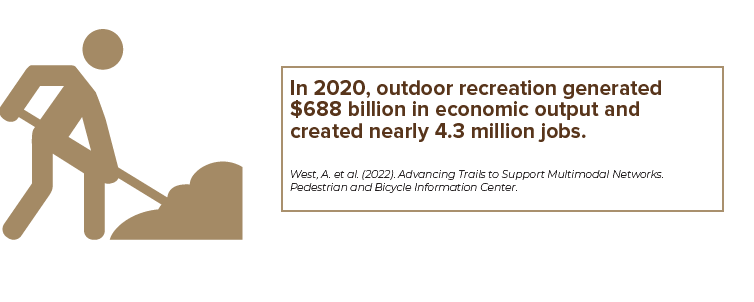 In 2020, outdoor recreation generated
$688 billion in economic output and
created nearly 4.3 million jobs.
West, A. et al. (2022). Advancing Trails to Support Multimodal Networks.
Pedestrian and Bicycle Information Center.